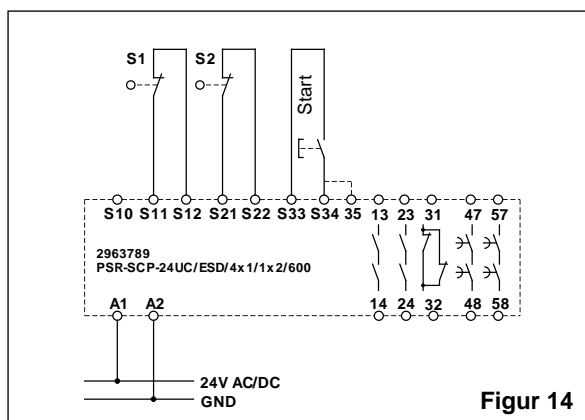 S1 S2 Start
S10 S11 S12 S21 S22 S33 S34 35 13 23 31 47 57
2963789
PSR-SCP-24UC/ESD/4x1/1x2/600
A1 A2 14 24 32 48 58
24V AC/DC
GND
Figur 14